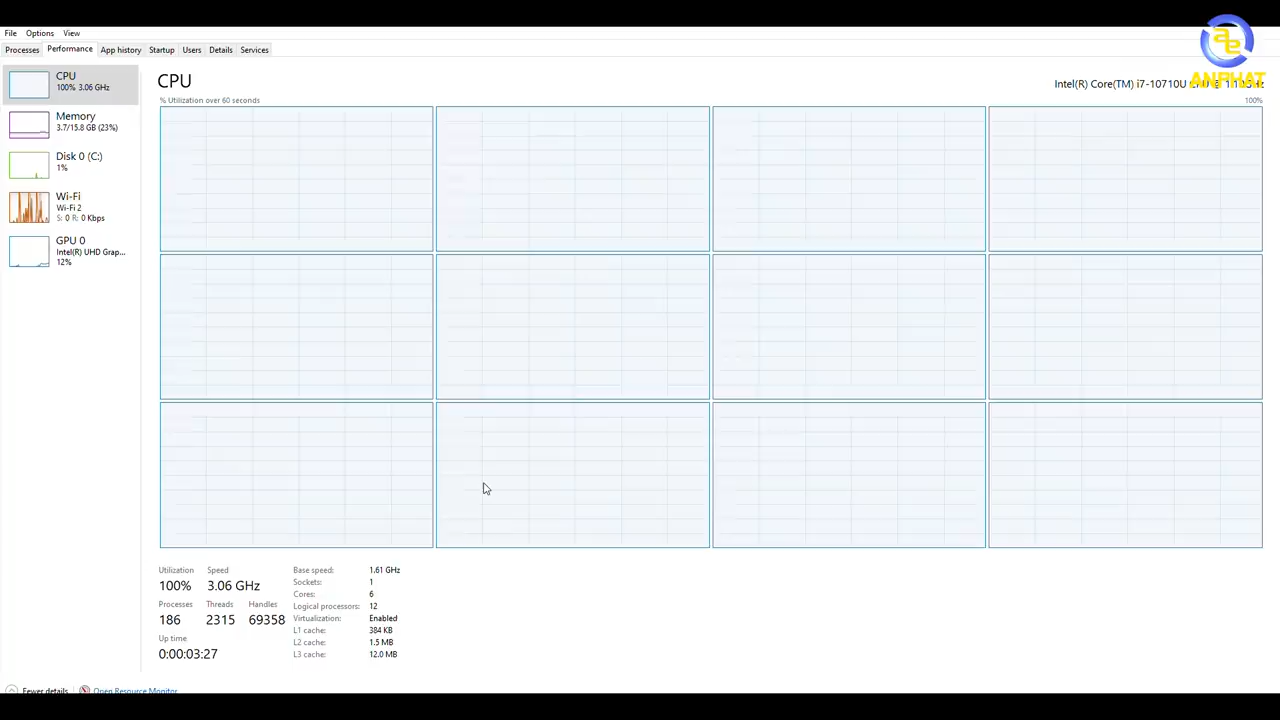 File Options View
Processes Performance App history Startup Users Details Services
ae
ANPHAT
CPU
100% 3.06 GHz
Memory
3.7/15.8 GB (23%)
Disk 0 (C:)
1%
Wi-Fi
Wi-Fi 2
S: 0 R: 0 Kbps
GPU 0
Intel(R) UHD Grap...
12%
CPU
Intel(R) Core(TM) i7-10710U
% Utilization over 60 seconds
100%
Utilization Speed
100% 3.06 GHz
Processes Threads Handles
186 2315 69358
Up time
0:00:03:27
Base speed: 1.61 GHz
Sockets: 1
Cores: 6
Logical processors: 12
Virtualization: Enabled
L1 cache: 384 KB
L2 cache: 1.5 MB
L3 cache: 12.0 MB
Fewer details Open Resource Monitor